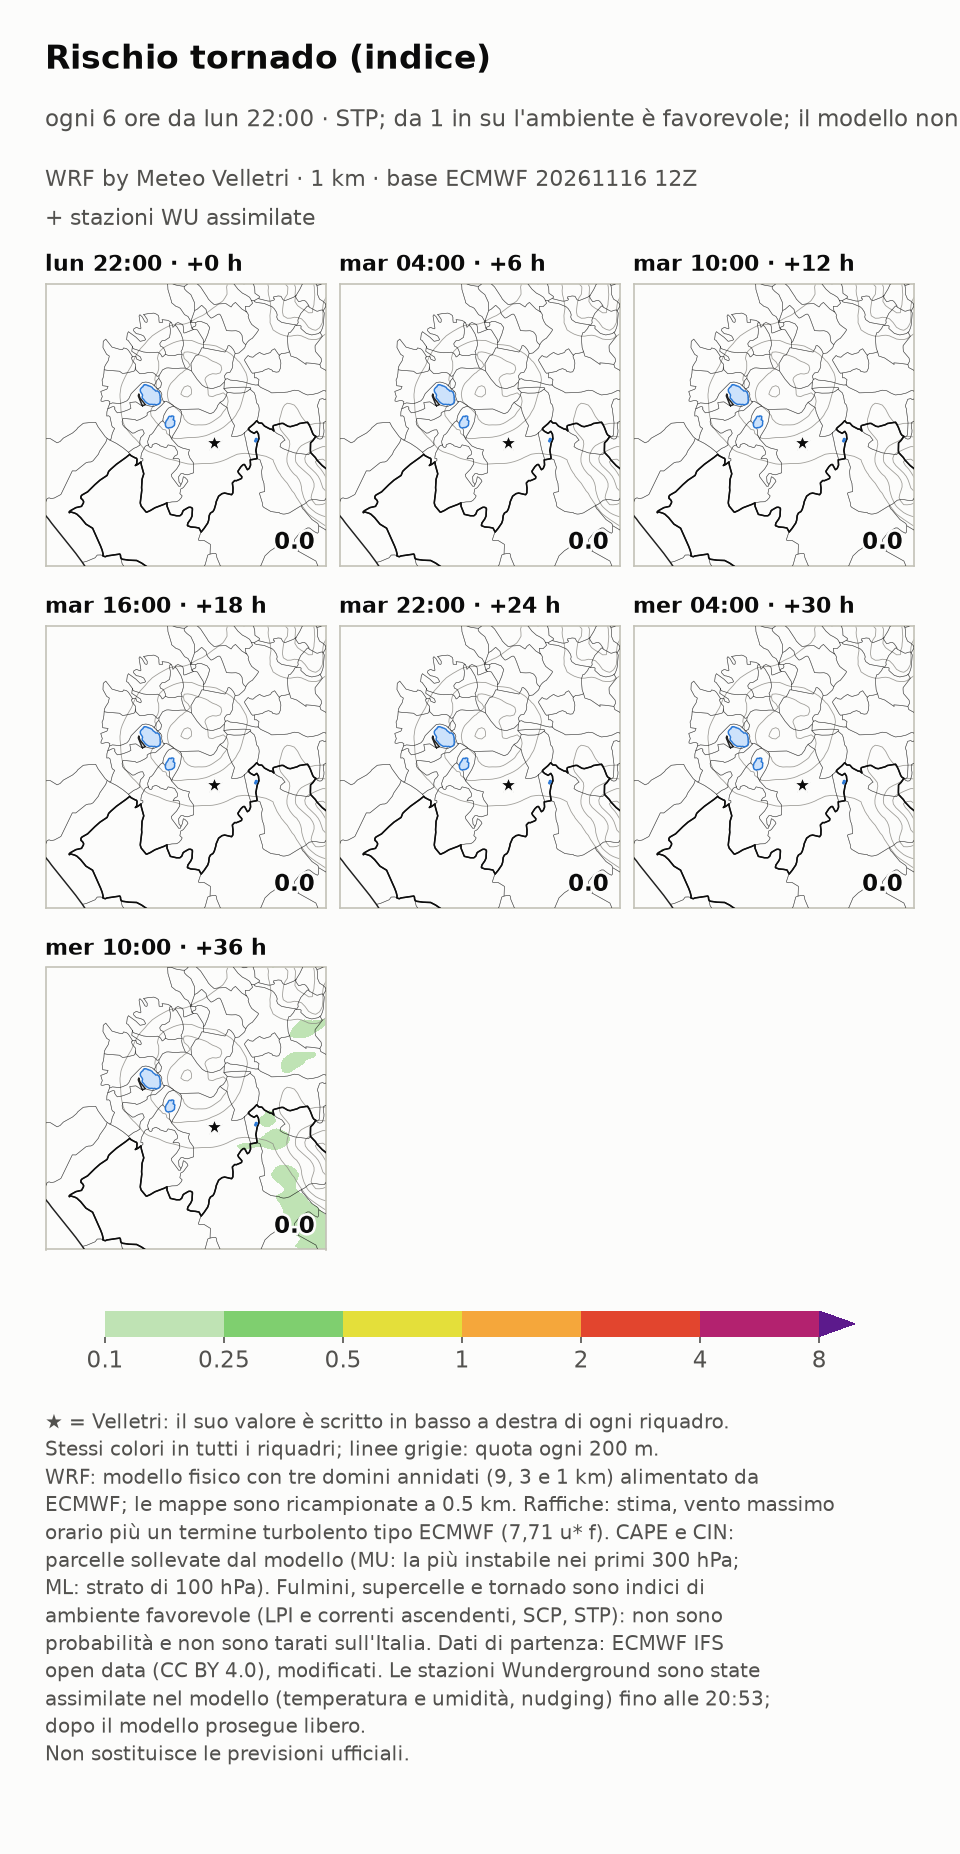 Rischio tornado (indice)
ogni 6 ore da lun 22:00 · STP; da 1 in su l'ambiente è favorevole; il modello non
WRF by Meteo Velletri · 1 km · base ECMWF 20261116 12Z
+ stazioni WU assimilate
lun 22:00 · +0 h
mar 04:00 · +6 h
mar 10:00 · +12 h
0.0
0.0
0.0
mar 16:00 · +18 h
mar 22:00 · +24 h
mer 04:00 · +30 h
0.0
0.0
0.0
mer 10:00 · +36 h
0.0
0.1 0.25 0.5 1 2 4 8
★ = Velletri: il suo valore è scritto in basso a destra di ogni riquadro.
Stessi colori in tutti i riquadri; linee grigie: quota ogni 200 m.
WRF: modello fisico con tre domini annidati (9, 3 e 1 km) alimentato da
ECMWF; le mappe sono ricampionate a 0.5 km. Raffiche: stima, vento massimo
orario più un termine turbolento tipo ECMWF (7,71 u* f). CAPE e CIN:
parcelle sollevate dal modello (MU: la più instabile nei primi 300 hPa;
ML: strato di 100 hPa). Fulmini, supercelle e tornado sono indici di
ambiente favorevole (LPI e correnti ascendenti, SCP, STP): non sono
probabilità e non sono tarati sull'Italia. Dati di partenza: ECMWF IFS
open data (CC BY 4.0), modificati. Le stazioni Wunderground sono state
assimilate nel modello (temperatura e umidità, nudging) fino alle 20:53;
dopo il modello prosegue libero.
Non sostituisce le previsioni ufficiali.